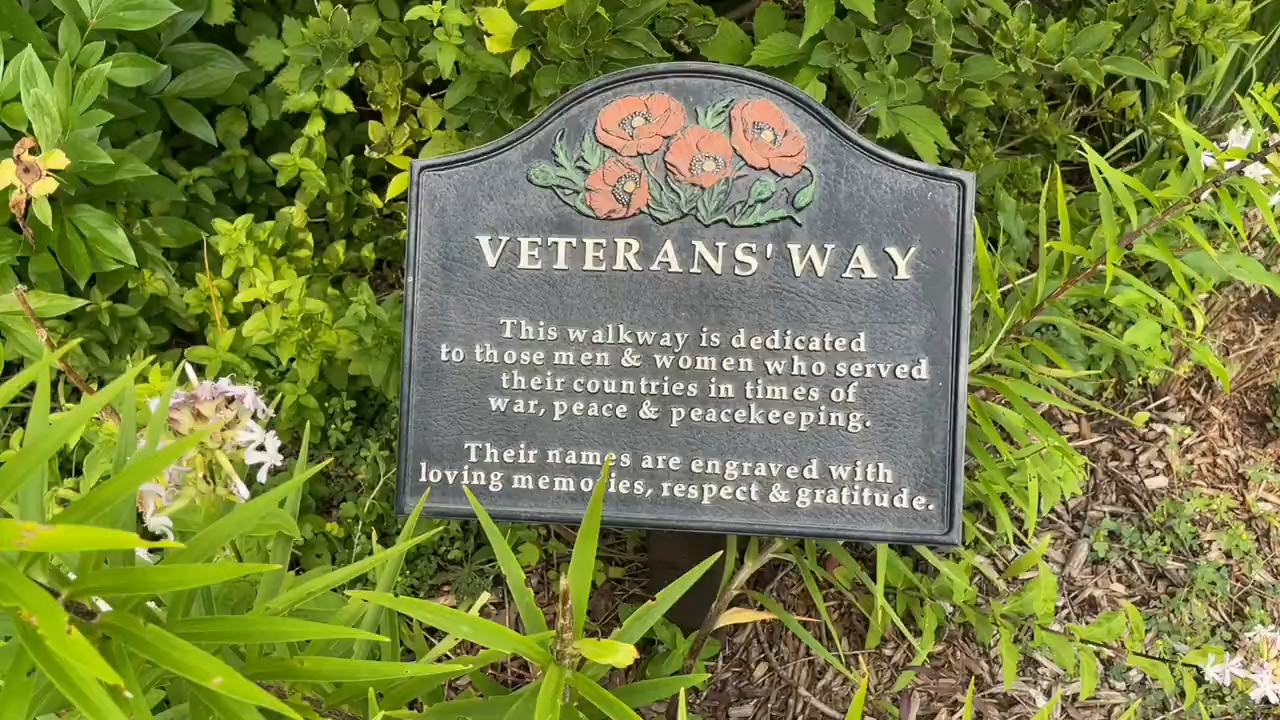 VETERANS' WAY
This walkway is dedicated
to those men & women who served
their countries in times of
war, peace & peacekeeping.
Their names are engraved with
loving memories, respect & gratitude.